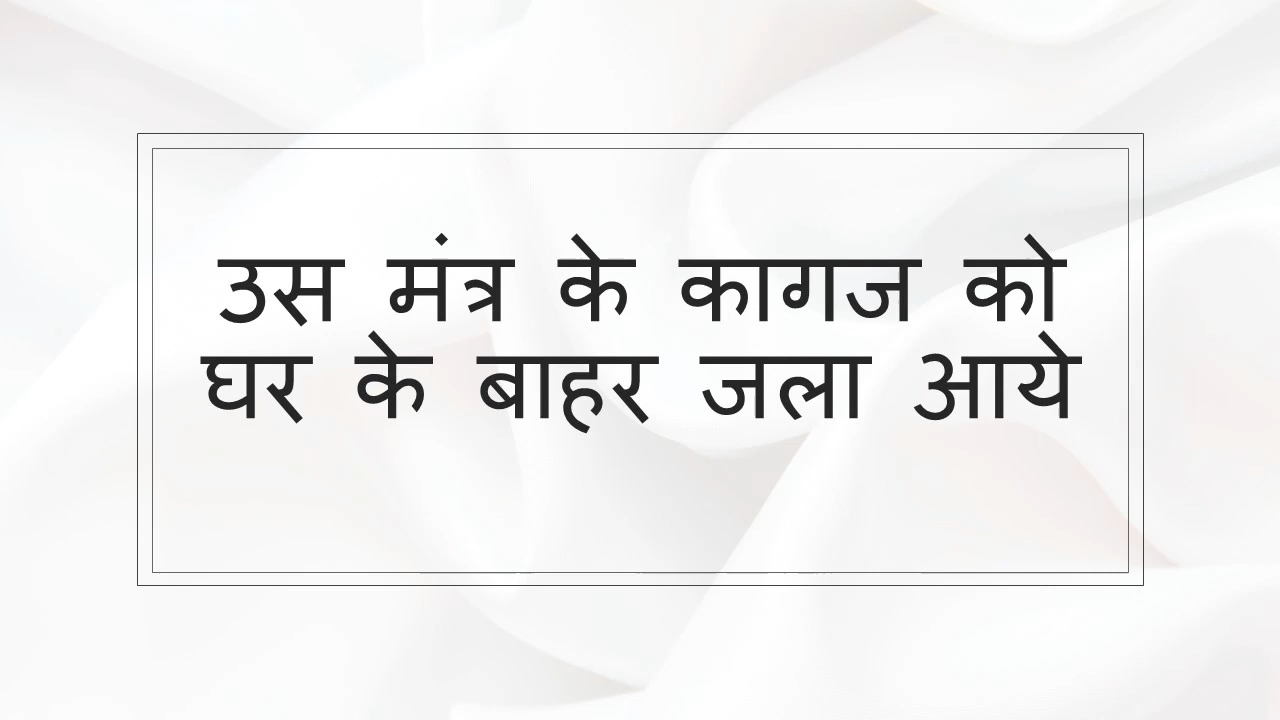 उस मंत्र के कागज को
घर के बाहर जला आये